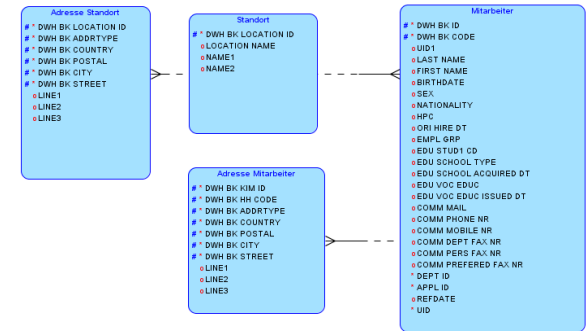 Adresse Standort
# * DWH BK LOCATION ID
# * DWH BK ADDRTYPE
# * DWH BK COUNTRY
# * DWH BK POSTAL
# * DWH BK CITY
# * DWH BK STREET
o LINE1
o LINE2
o LINE3
Standort
# * DWH BK LOCATION ID
o LOCATION NAME
o NAME1
o NAME2
Adresse Mitarbeiter
# * DWH BK KIM ID
# * DWH BK HH CODE
# * DWH BK ADDRTYPE
# * DWH BK COUNTRY
# * DWH BK POSTAL
# * DWH BK CITY
# * DWH BK STREET
o LINE1
o LINE2
o LINE3
Mitarbeiter
# * DWH BK ID
# * DWH BK CODE
o UID1
o LAST NAME
o FIRST NAME
o BIRTHDATE
o SEX
o NATIONALITY
o HPC
o ORI HIRE DT
o EMPL GRP
o EDU STUD1 CD
o EDU SCHOOL TYPE
o EDU SCHOOL ACQUIRED DT
o EDU VOC EDUC
o EDU VOC EDUC ISSUED DT
o COMM MAIL
o COMM PHONE NR
o COMM MOBILE NR
o COMM DEPT FAX NR
o COMM PERS FAX NR
o COMM PREFERED FAX NR
* DEPT ID
* APPL ID
o REFDATE
* UID